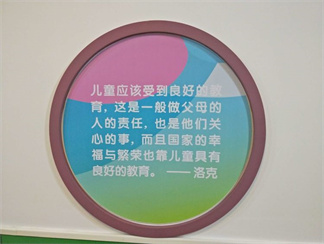 儿童应该受到良好的教
育，这是一般做父母的
人的责任，也是他们关
心的事，而且国家的幸
福与繁荣也靠儿童具有
良好的教育。 ——洛克